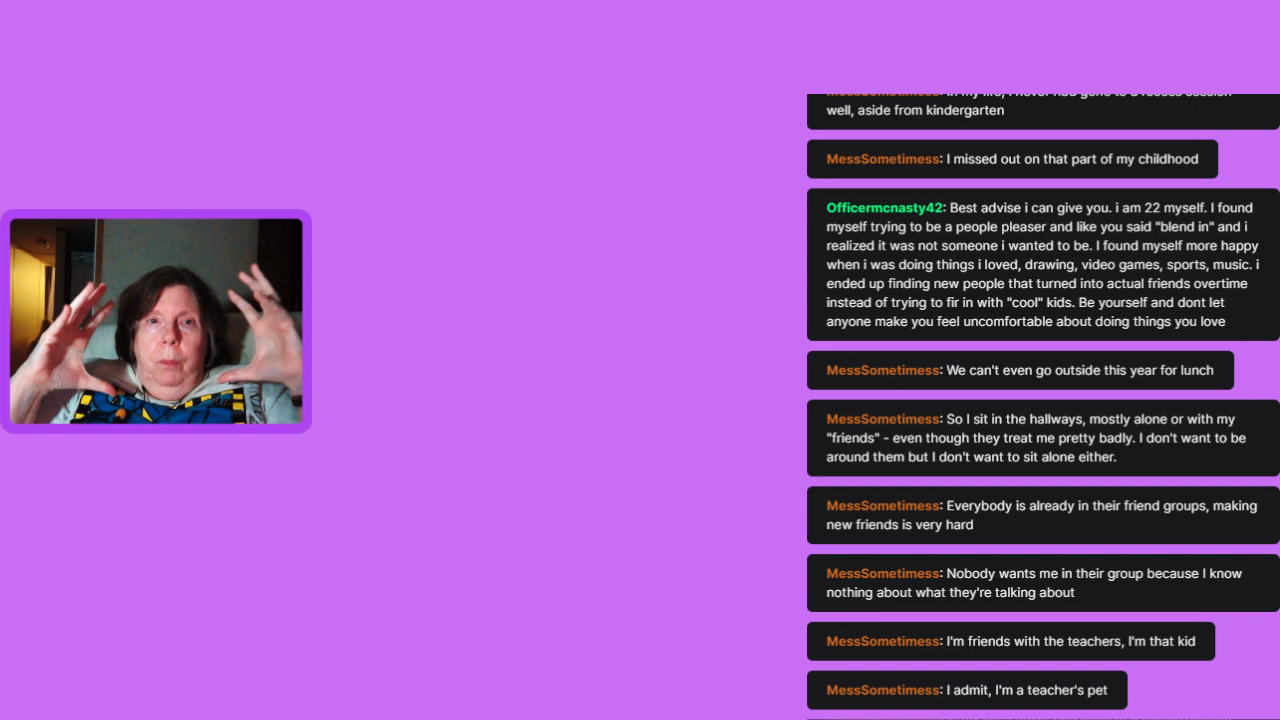 well, aside from kindergarten
MessSometimess: I missed out on that part of my childhood
Officermcnasty42: Best advise i can give you. i am 22 myself. I found
myself trying to be a people pleaser and like you said "blend in" and i
realized it was not someone i wanted to be. I found myself more happy
when i was doing things i loved, drawing, video games, sports, music. i
ended up finding new people that turned into actual friends overtime
instead of trying to fir in with "cool" kids. Be yourself and dont let
anyone make you feel uncomfortable about doing things you love
MessSometimess: We can't even go outside this year for lunch
MessSometimess: So I sit in the hallways, mostly alone or with my
"friends" - even though they treat me pretty badly. I don't want to be
around them but I don't want to sit alone either.
MessSometimess: Everybody is already in their friend groups, making
new friends is very hard
MessSometimess: Nobody wants me in their group because I know
nothing about what they're talking about
MessSometimess: I'm friends with the teachers, I'm that kid
MessSometimess: I admit, I'm a teacher's pet